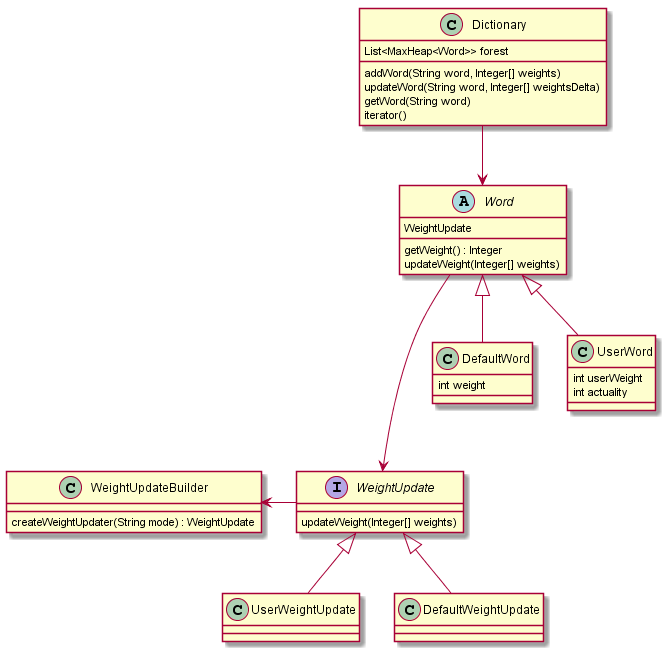 C Dictionary
List<MaxHeap<Word>> forest
addWord(String word, Integer[] weights)
updateWord(String word, Integer[] weightsDelta)
getWord(String word)
iterator()
A Word
WeightUpdate
getWeight() : Integer
updateWeight(Integer[] weights)
C DefaultWord
int weight
C UserWord
int userWeight
int actuality
C WeightUpdateBuilder
createWeightUpdater(String mode) : WeightUpdate
I WeightUpdate
updateWeight(Integer[] weights)
C UserWeightUpdate
C DefaultWeightUpdate